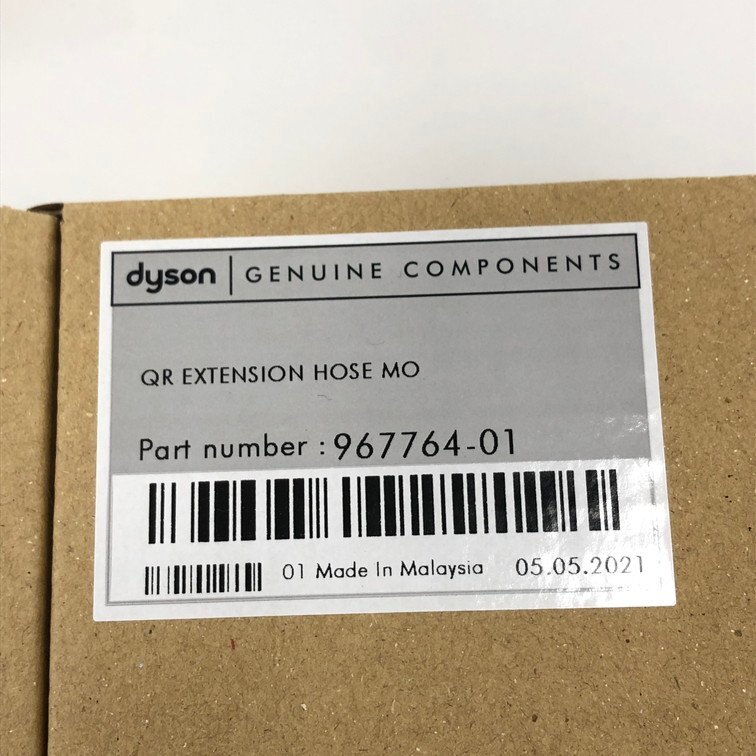 dyson | GENUINE COMPONENTS
QR EXTENSION HOSE MO
Part number : 967764-01
01 Made In Malaysia 05.05.2021